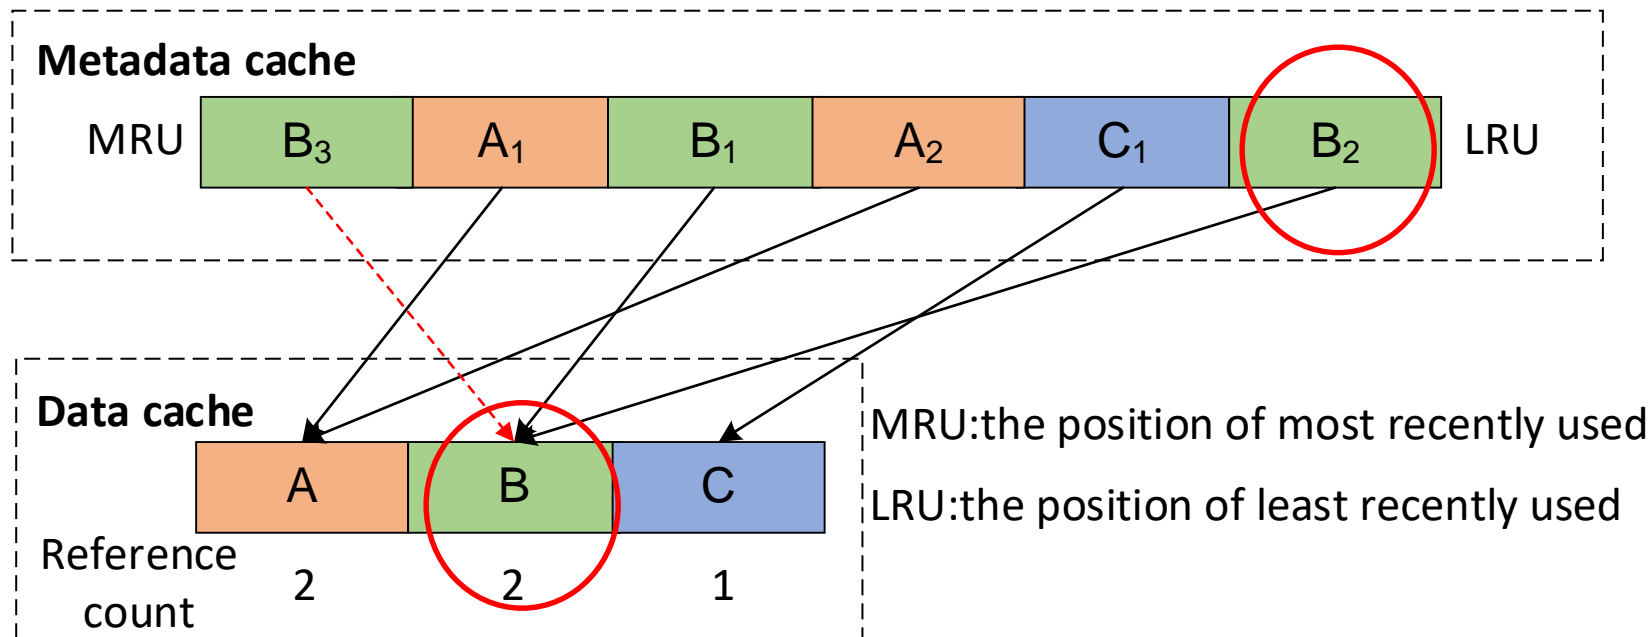 Metadata cache
MRU B₃ A₁ B₁ A₂ C₁ B₂ LRU
Data cache
A B C
Reference
count 2 2 1
MRU:the position of most recently used
LRU:the position of least recently used